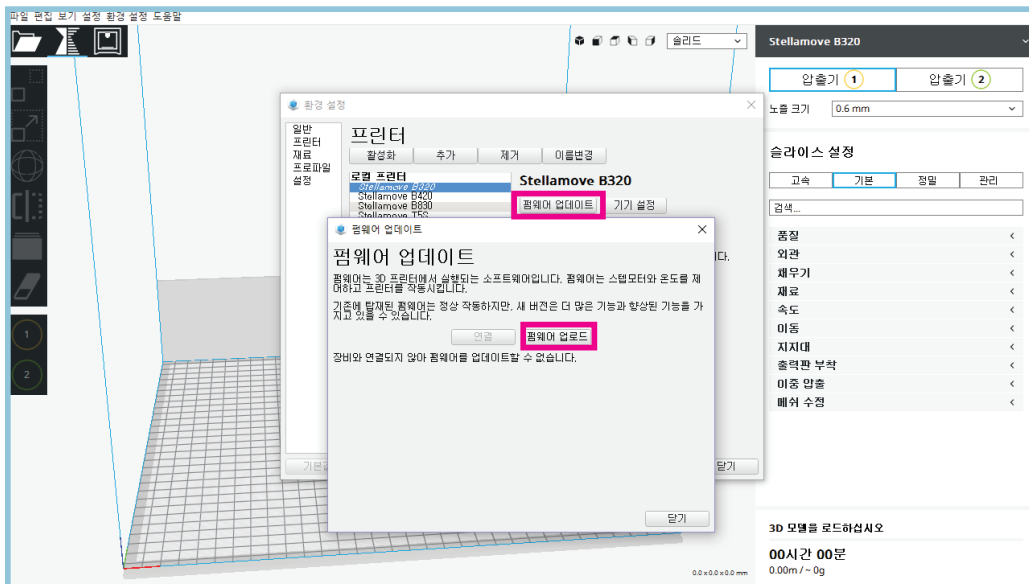 파일 편집 보기 설정 환경 설정 도움말
솔리드
Stellamove B320
압출기 1
압출기 2
노즐 크기
0.6 mm
슬라이스 설정
고속
기본
정밀
관리
검색...
품질
외관
채우기
재료
속도
이동
지지대
출력판 부착
이중 압출
메쉬 수정
3D 모델을 로드하십시오
00시간 00분
0.00m / ~ 0g
환경 설정
일반
프린터
재료
프로파일
설정
프린터
활성화
추가
제거
이름변경
로컬 프린터
Stellamove B320
Stellamove B420
Stellamove B830
Stellamove T5S
Stellamove B320
펌웨어 업데이트
기기 설정
다.
닫기
펌웨어 업데이트
펌웨어 업데이트
펌웨어는 3D 프린터에서 실행되는 소프트웨어입니다. 펌웨어는 스텝모터와 온도를 제
어하고 프린터를 작동시킵니다.
기존에 탑재된 펌웨어는 정상 작동하지만, 새 버전은 더 많은 기능과 향상된 기능을 가
지고 있을 수 있습니다.
연결
펌웨어 업로드
장비와 연결되지 않아 펌웨어를 업데이트할 수 없습니다.
닫기
1
2
0.0 x 0.0 x 0.0 mm